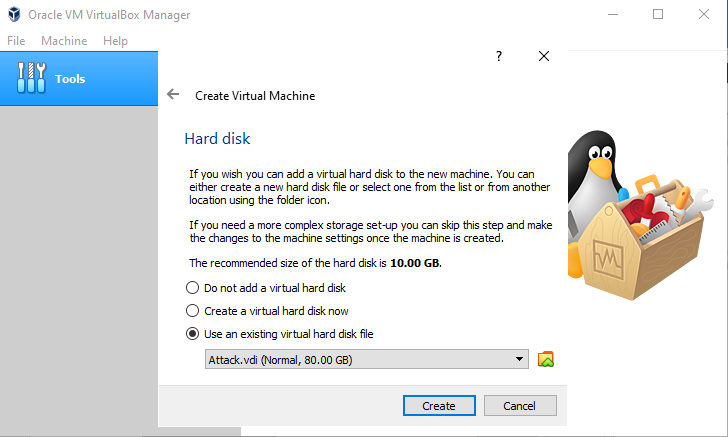 Oracle VM VirtualBox Manager
File Machine Help
Tools
?
Create Virtual Machine
Hard disk
If you wish you can add a virtual hard disk to the new machine. You can
either create a new hard disk file or select one from the list or from another
location using the folder icon.
If you need a more complex storage set-up you can skip this step and make
the changes to the machine settings once the machine is created.
The recommended size of the hard disk is 10.00 GB.
Do not add a virtual hard disk
Create a virtual hard disk now
Use an existing virtual hard disk file
Attack.vdi (Normal, 80.00 GB)
Create Cancel